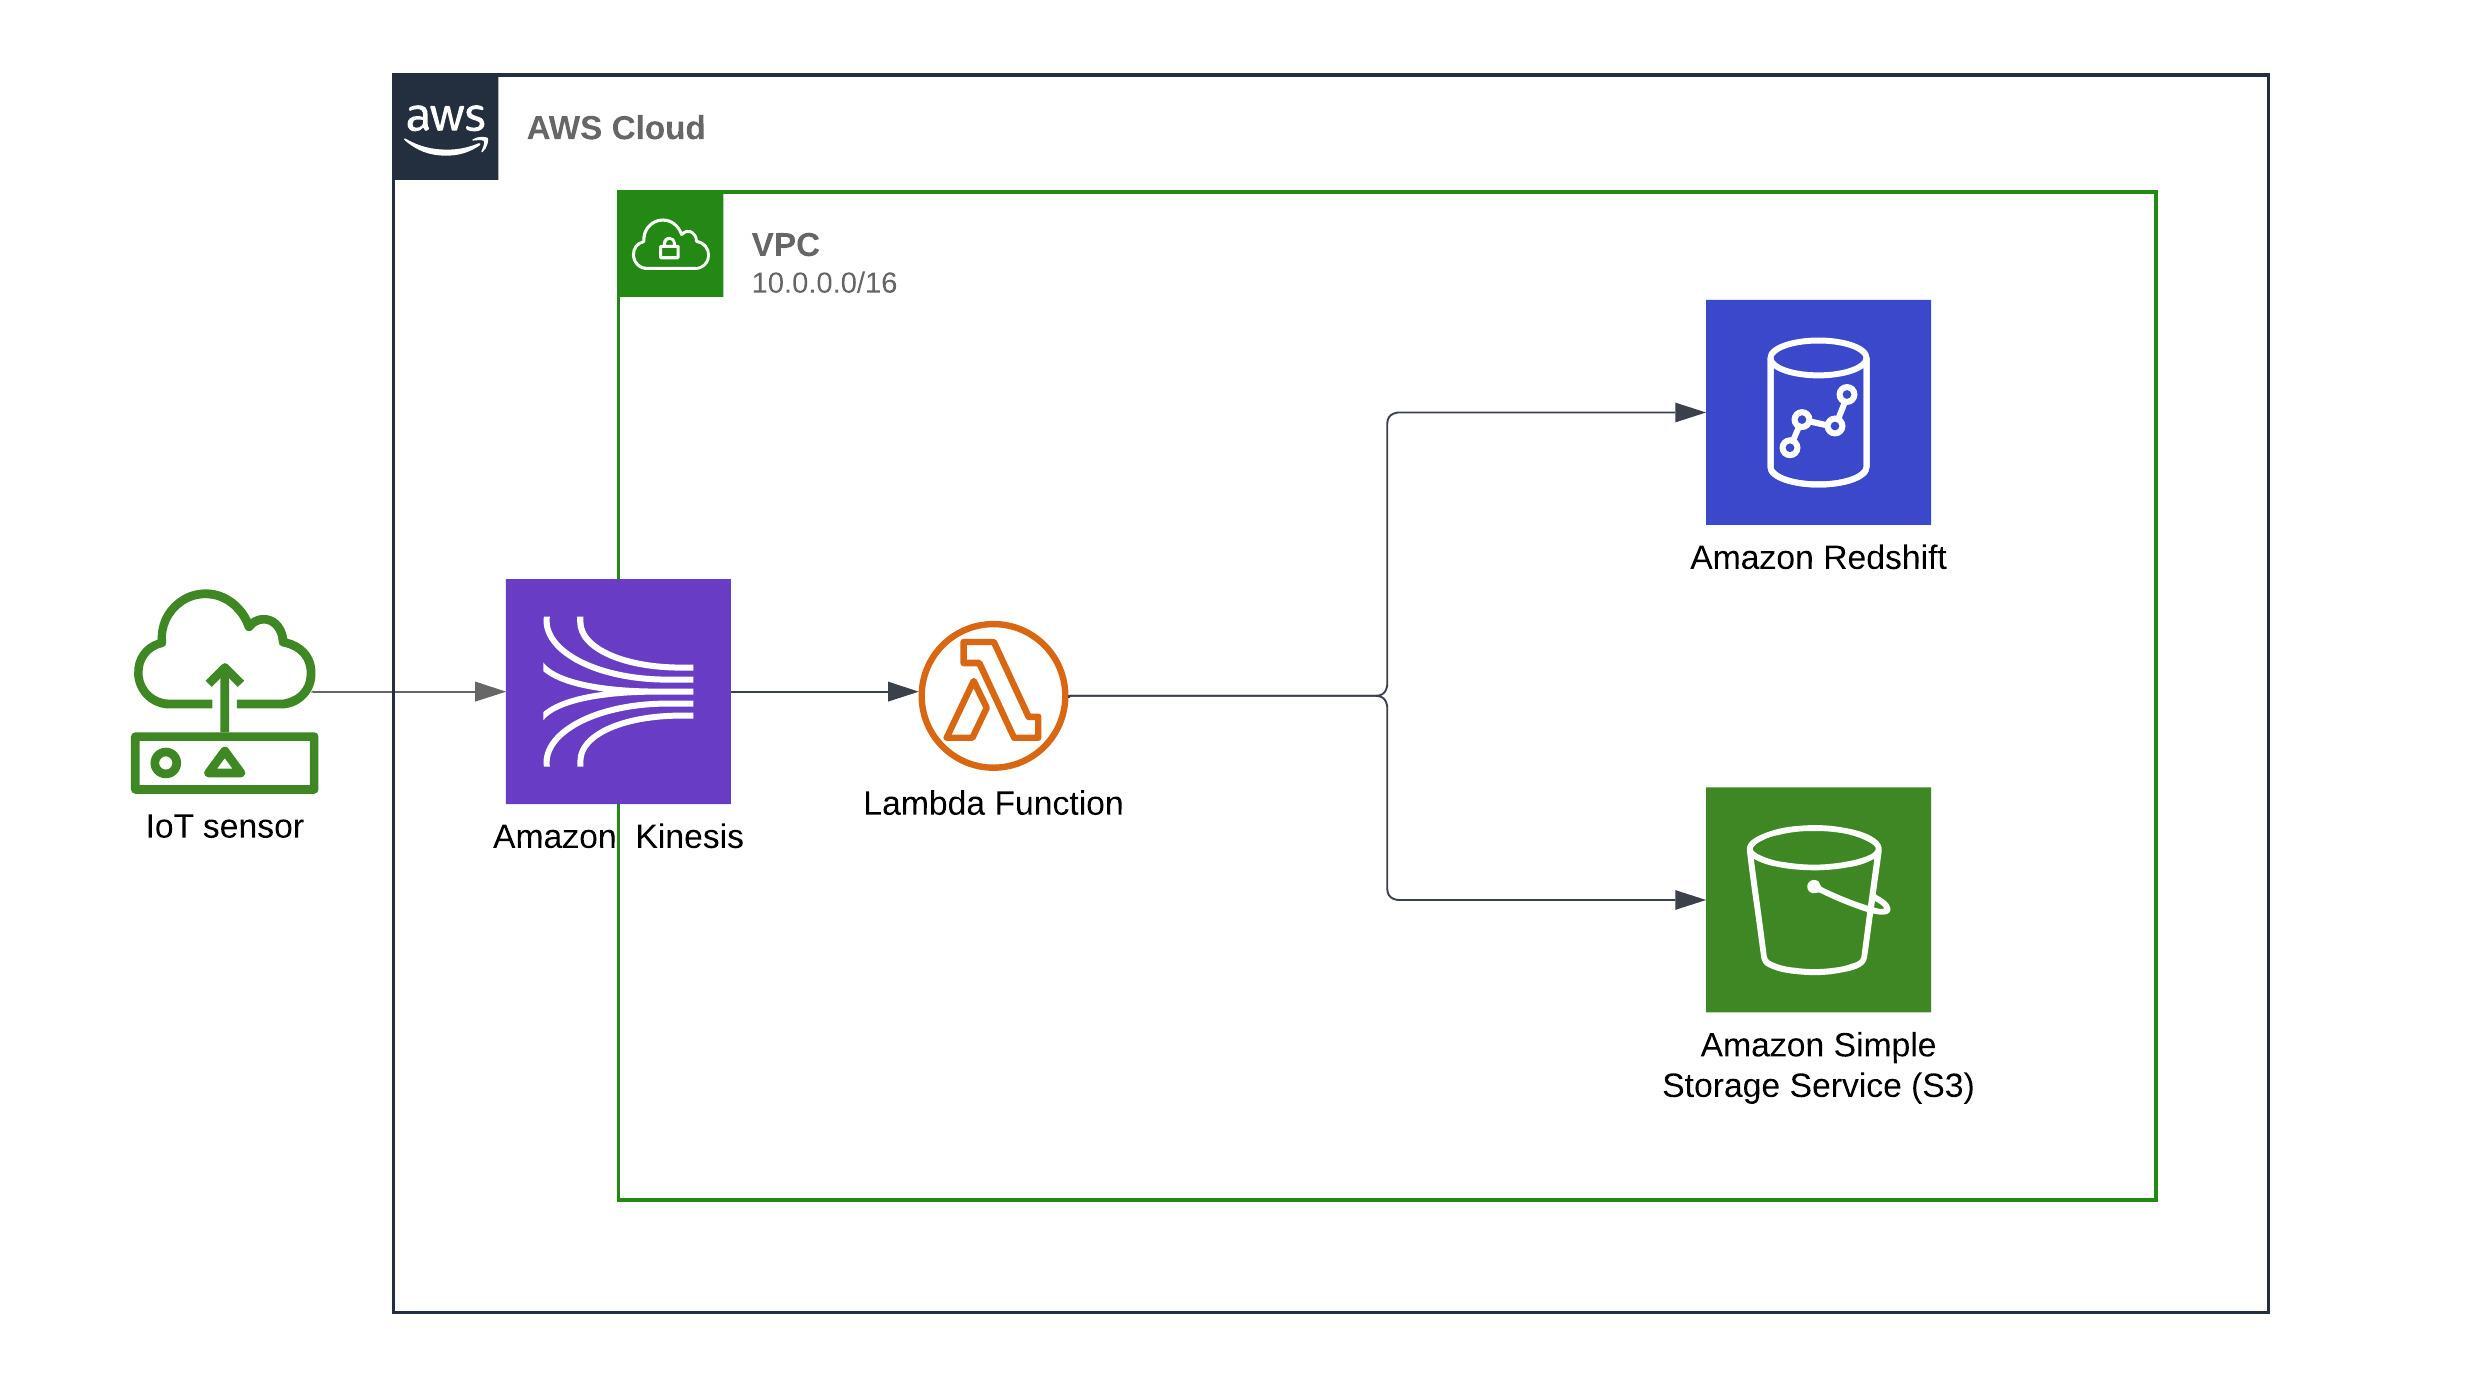 aws
AWS Cloud
VPC
10.0.0.0/16
Amazon Redshift
IoT sensor
Amazon Kinesis
Lambda Function
Amazon Simple
Storage Service (S3)